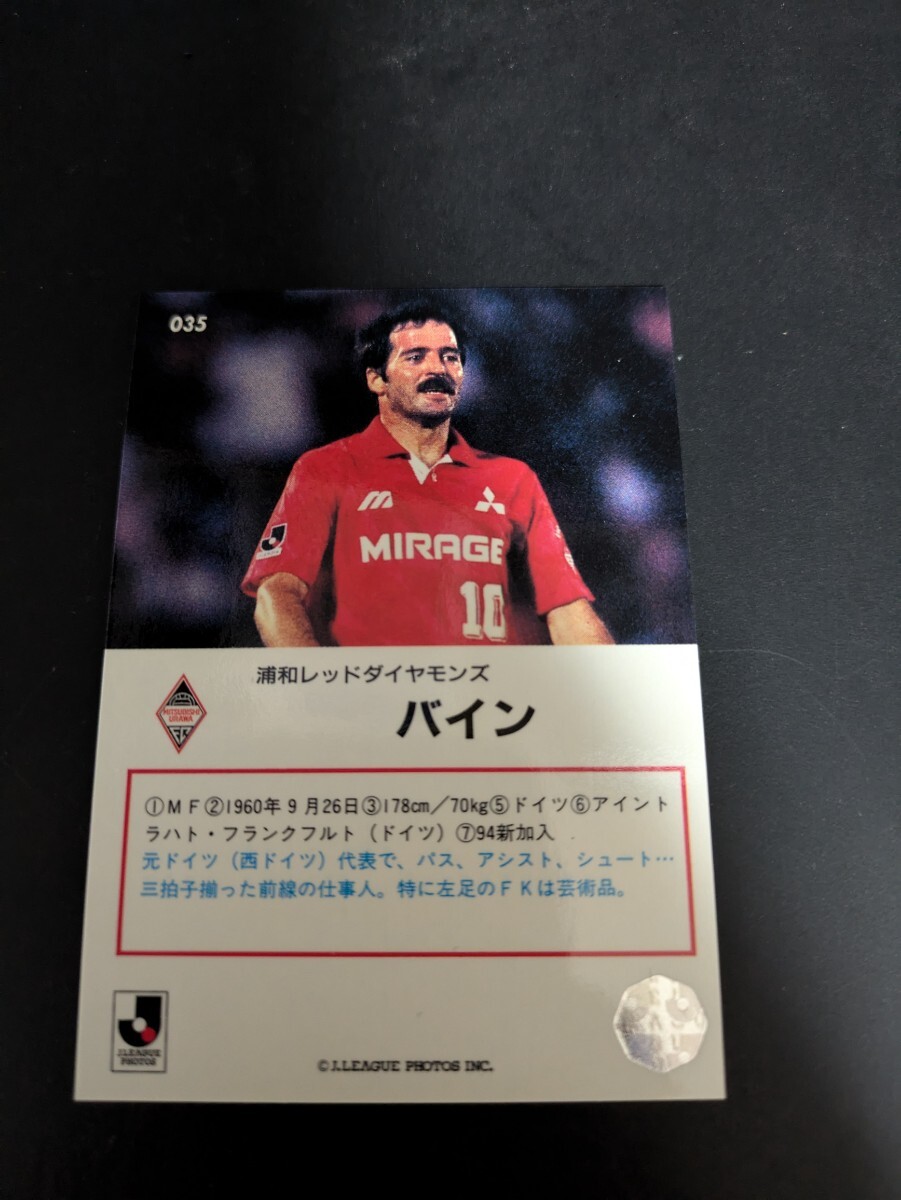 035
MIRAGE
10
浦和レッドダイヤモンズ
MITSUBISHI
URAWA
バイン
①MF②1960年9月26日③178cm/70kg⑤ドイツ⑥アイント
ラハト・フランクフルト（ドイツ）⑦94新加入
元ドイツ（西ドイツ）代表で、パス、アシスト、シュート…
三拍子揃った前線の仕事人。特に左足のFKは芸術品。
J.LEAGUE
PHOTOS
©J.LEAGUE PHOTOS INC.